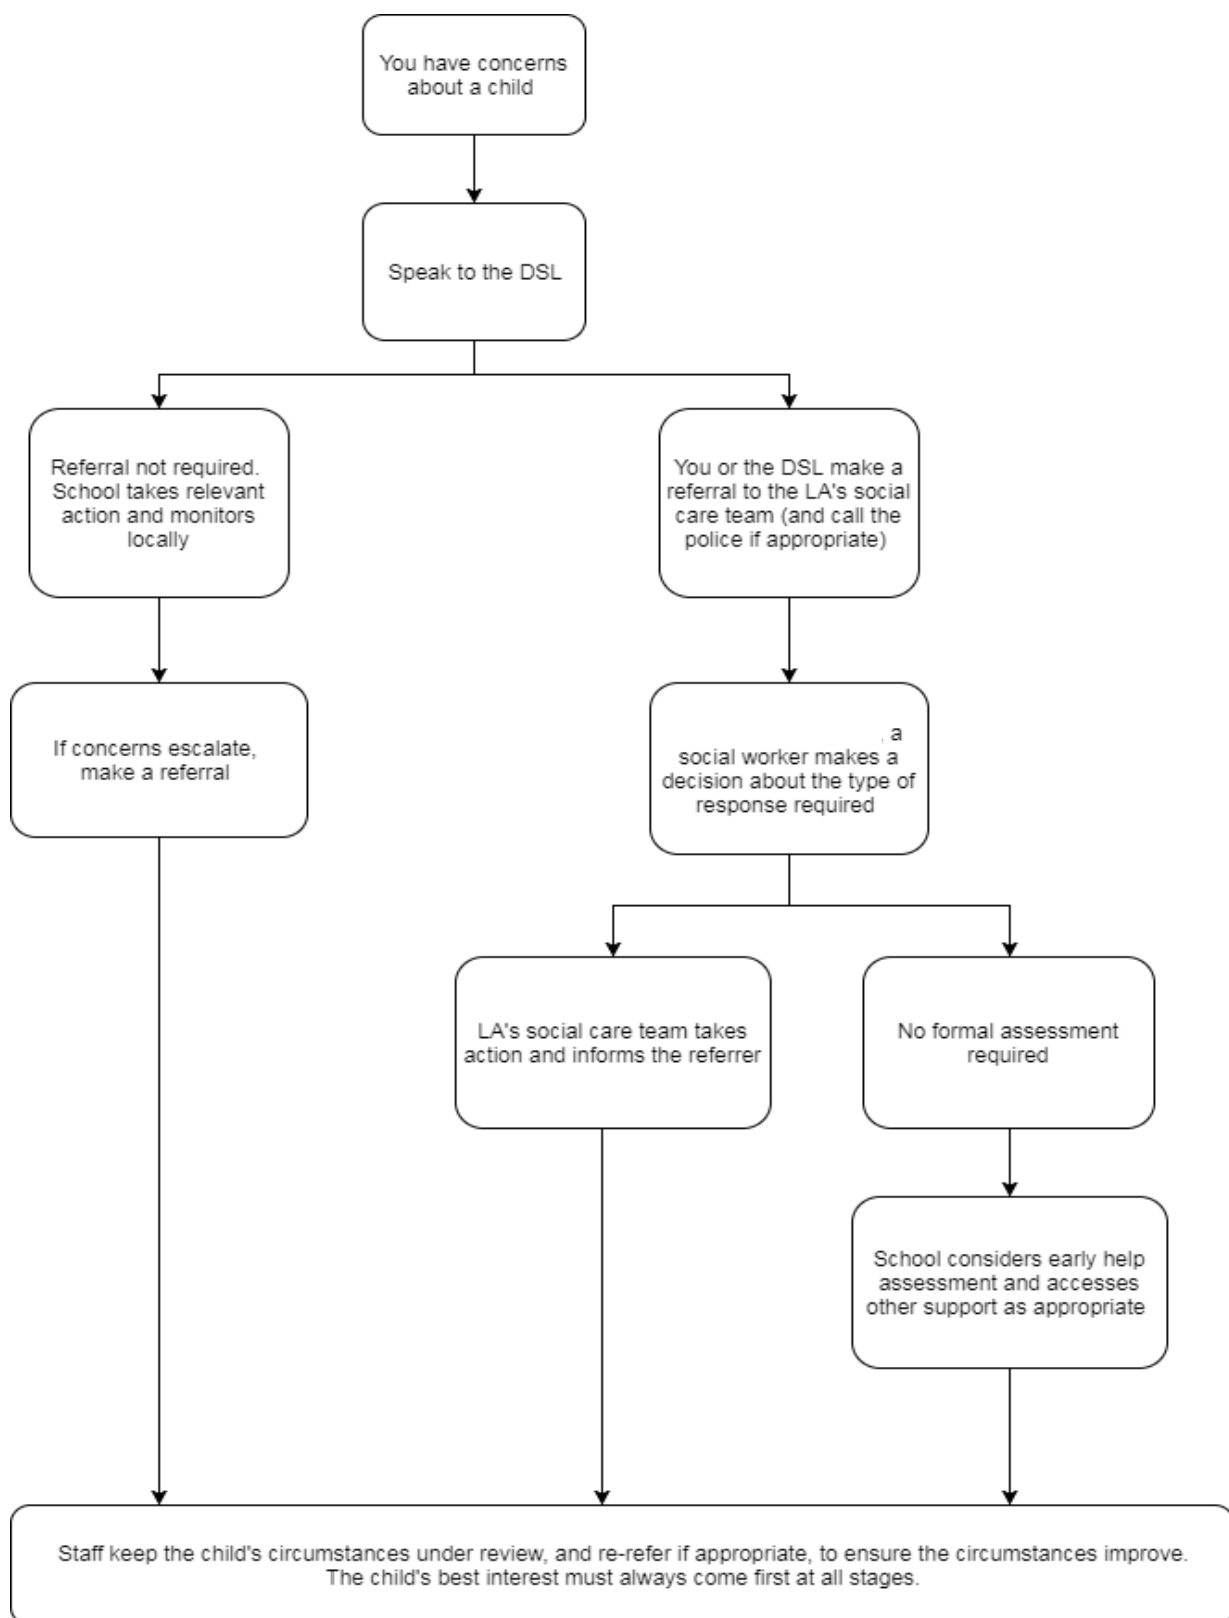 You have concerns
about a child
Speak to the DSL
Referral not required.
School takes relevant
action and monitors
locally
You or the DSL make a
referral to the LA's social
care team (and call the
police if appropriate)
If concerns escalate,
make a referral
, a
social worker makes a
decision about the type of
response required
LA's social care team takes
action and informs the referrer
No formal assessment
required
School considers early help
assessment and accesses
other support as appropriate
Staff keep the child's circumstances under review, and re-refer if appropriate, to ensure the circumstances improve.
The child's best interest must always come first at all stages.